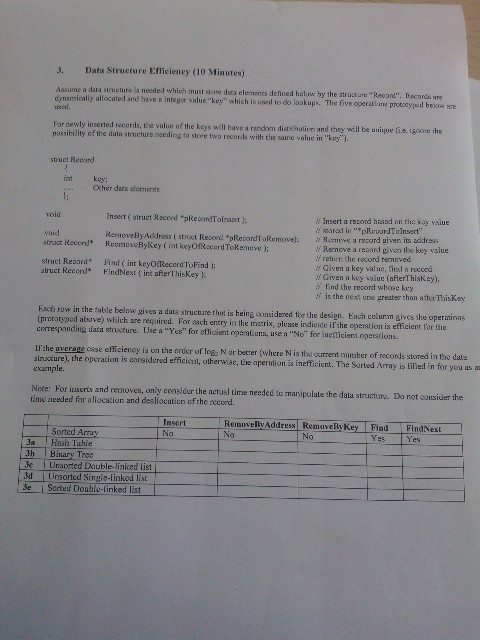 3. Data Structure Efficiency (10 Minutes)
Assume a data structure is needed which must store data elements defined below by the structure "Record". Records are
dynamically allocated and have a integer value "key" which is used to do lookups. The five operations prototyped below are
used.
For newly inserted records, the value of the keys will have a random distribution and they will be unique (i.e. ignore the
possibility of the data structure needing to store two records with the same value in "key").
struct Record
{
int key;
.... Other data elements
};
void Insert ( struct Record *pRecordToInsert ); // Insert a record based on the key value
// stored in "*pRecordToInsert"
void RemoveByAddress ( struct Record *pRecordToRemove); // Remove a record given its address
struct Record* ReomoveByKey ( int keyOfRecordToRemove ); // Remove a record given the key value
// return the record removed
struct Record* Find ( int keyOfRecordToFind ); // Given a key value, find a record
struct Record* FindNext ( int afterThisKey ); // Given a key value (afterThisKey),
// find the record whose key
// is the next one greater than afterThisKey
Each row in the table below gives a data structure that is being considered for the design. Each column gives the operations
(prototyped above) which are required. For each entry in the matrix, please indicate if the operation is efficient for the
corresponding data structure. Use a "Yes" for efficient operations, use a "No" for inefficient operations.
If the average case efficiency is on the order of log₂ N or better (where N is the current number of records stored in the data
structure), the operation is considered efficient, otherwise, the operation is inefficient. The Sorted Array is filled in for you as an
example.
Note: For inserts and removes, only consider the actual time needed to manipulate the data structure. Do not consider the
time needed for allocation and deallocation of the record.
Insert RemoveByAddress RemoveByKey Find FindNext
Sorted Array No No No Yes Yes
3a Hash Table
3b Binary Tree
3c Unsorted Double-linked list
3d Unsorted Single-linked list
3e Sorted Double-linked list